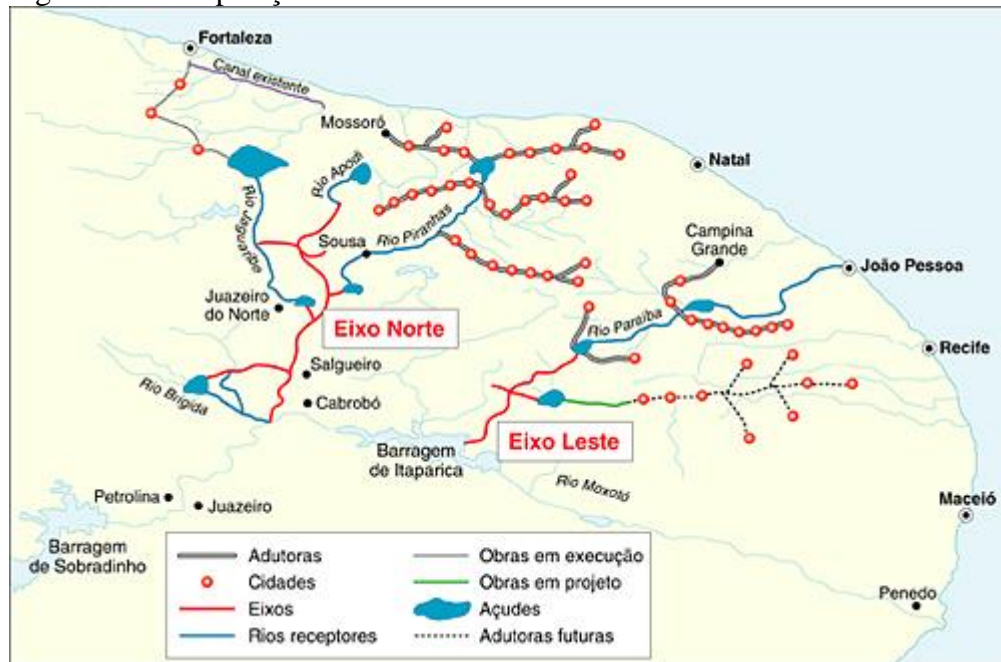 Fortaleza
Canal existente
Mossoró
Natal
Rio Apodi
Rio Jaguaribe
Sousa
Rio Piranhas
Campina
Grande
João Pessoa
Juazeiro
do Norte
Eixo Norte
Rio Paraíba
Recife
Salgueiro
Rio Brigida
Cabrobó
Eixo Leste
Barragem
de Itaparica
Rio Moxotó
Petrolina
Juazeiro
Maceió
Barragem
de Sobradinho
Penedo
Adutoras
Cidades
Eixos
Rios receptores
Obras em execução
Obras em projeto
Açudes
Adutoras futuras